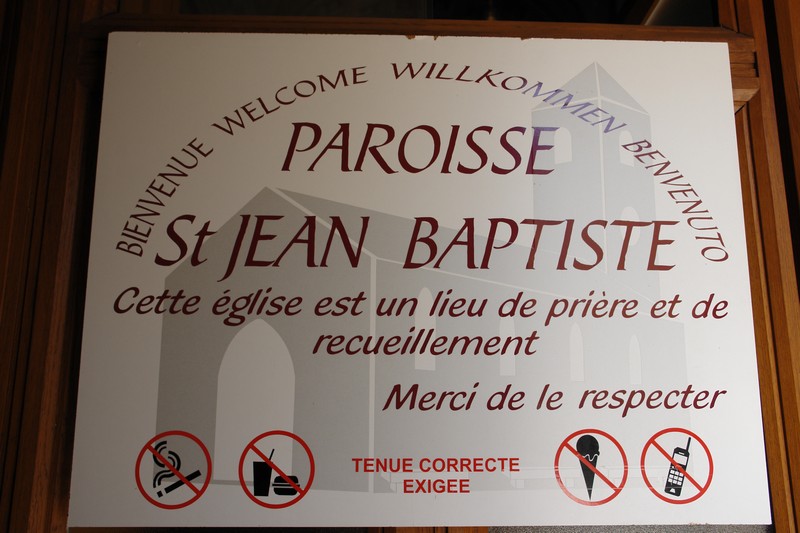 BIENVENUE WELCOME WILLKOMMEN BENVENUTO
PAROISSE
St JEAN BAPTISTE
Cette église est un lieu de prière et de
recueillement
Merci de le respecter
TENUE CORRECTE
EXIGEE